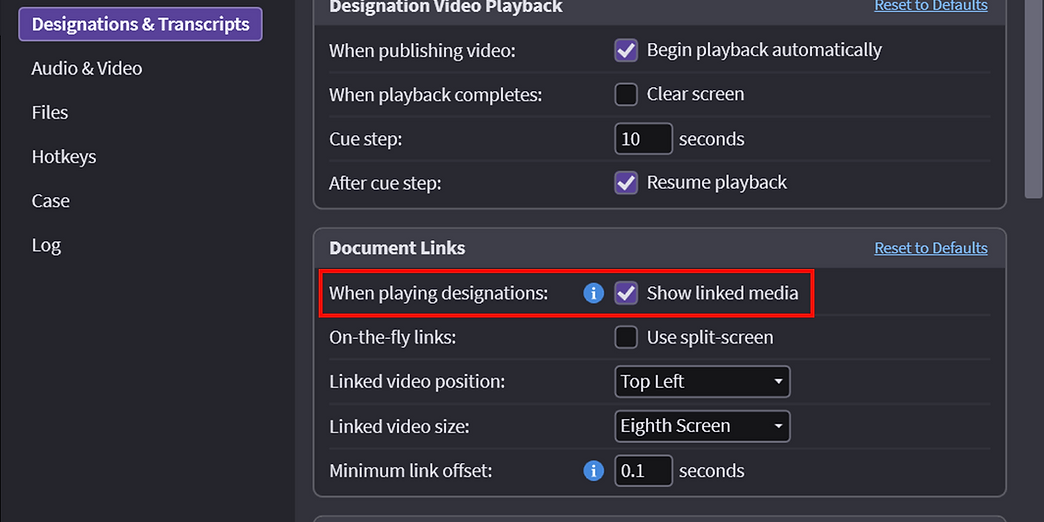 Designations & Transcripts
Audio & Video
Files
Hotkeys
Case
Log
Designation Video Playback
Reset to Defaults
When publishing video:
Begin playback automatically
When playback completes:
Clear screen
Cue step:
10 seconds
After cue step:
Resume playback
Document Links
Reset to Defaults
When playing designations:
i
Show linked media
On-the-fly links:
Use split-screen
Linked video position:
Top Left
Linked video size:
Eighth Screen
Minimum link offset:
i
0.1 seconds